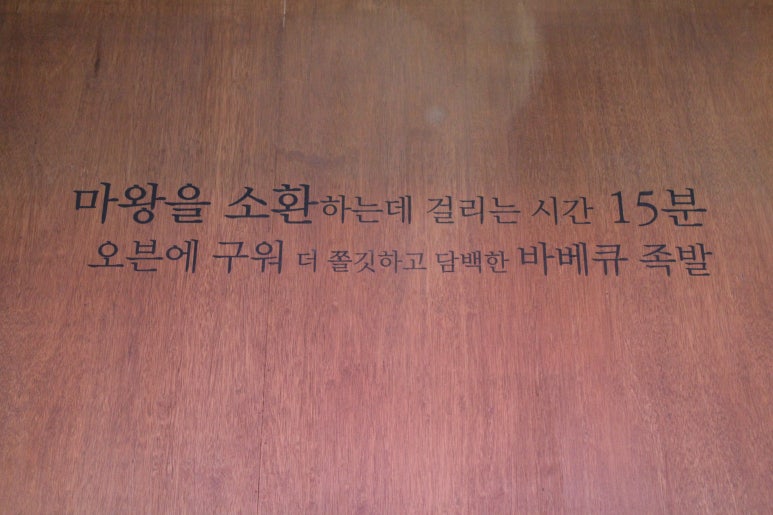 마왕을 소환하는데 걸리는 시간 15분
오븐에 구워 더 쫄깃하고 담백한 바베큐 족발